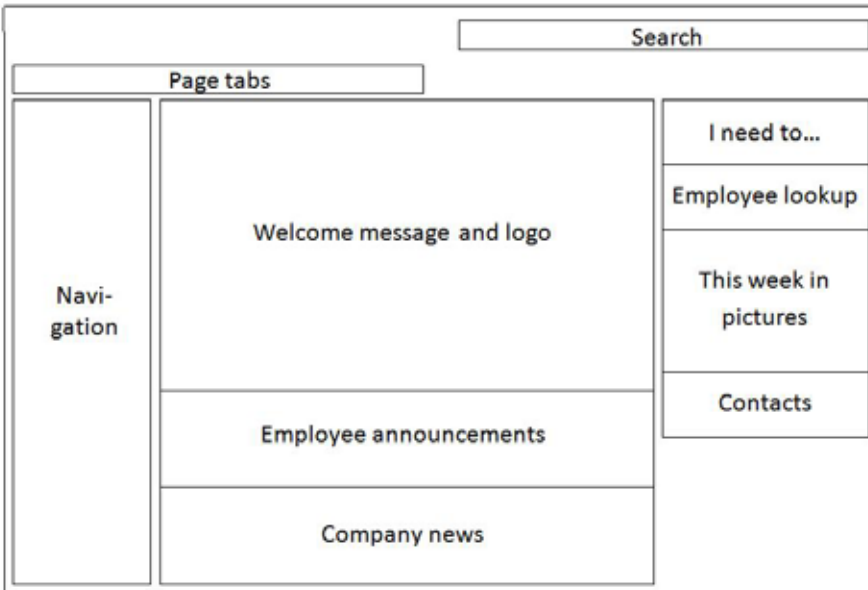 Search
Page tabs
Navi-
gation
Welcome message and logo
Employee announcements
Company news
I need to...
Employee lookup
This week in
pictures
Contacts